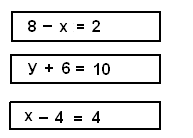 8 − x = 2
y + 6 = 10
x − 4 = 4